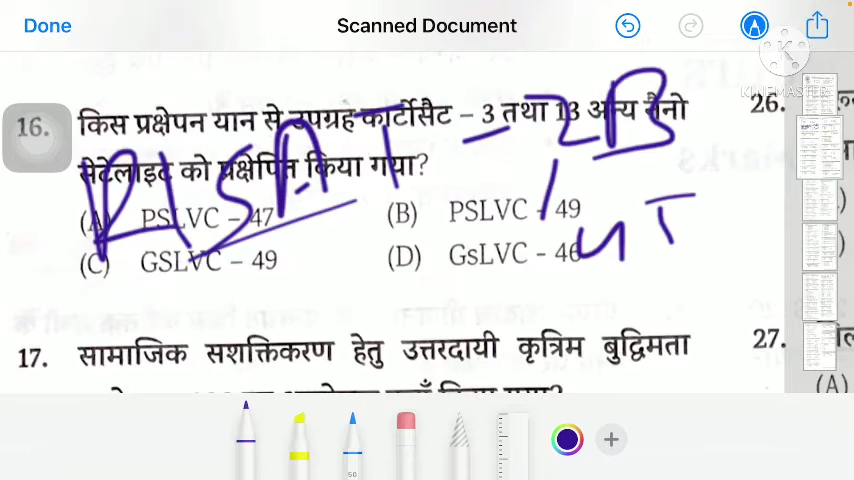 Done
Scanned Document
KINEMASTER
16. किस प्रक्षेपन यान से उपग्रह कार्टोसैट – 3 तथा 13 अन्य नैनो
सेटेलाइट को प्रक्षेपित किया गया?
(A) PSLVC – 47
(B) PSLVC – 49
(C) GSLVC – 49
(D) GsLVC – 46
RISAT – 2B
17. सामाजिक सशक्तिकरण हेतु उत्तरदायी कृत्रिम बुद्धिमता
26.
27.
(A)
50